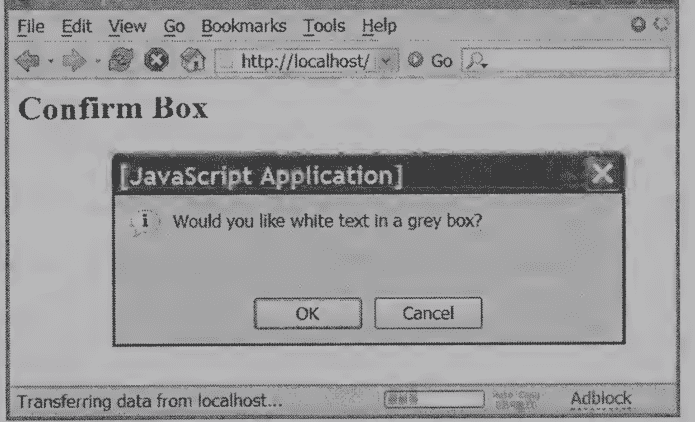 File Edit View Go Bookmarks Tools Help
http://localhost/ Go
Confirm Box
[JavaScript Application]
i Would you like white text in a grey box?
OK Cancel
Transferring data from localhost... Adblock